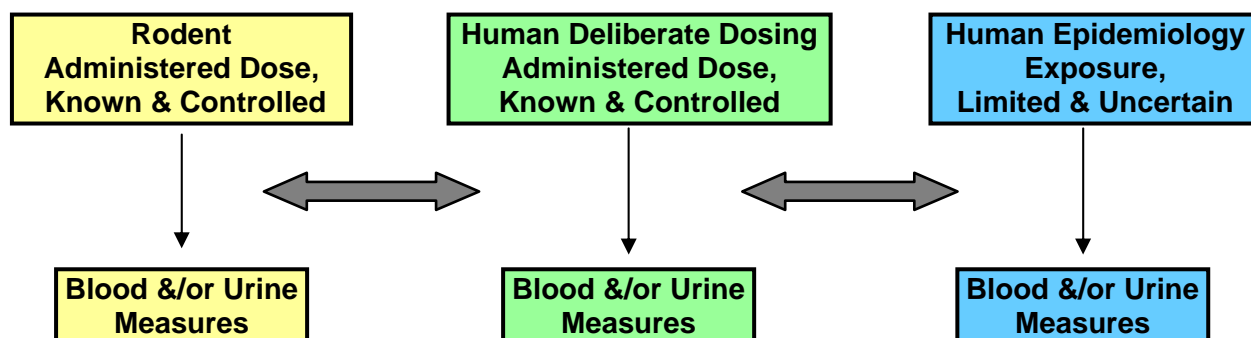 Rodent
Administered Dose,
Known & Controlled
Human Deliberate Dosing
Administered Dose,
Known & Controlled
Human Epidemiology
Exposure,
Limited & Uncertain
Blood &/or Urine
Measures
Blood &/or Urine
Measures
Blood &/or Urine
Measures